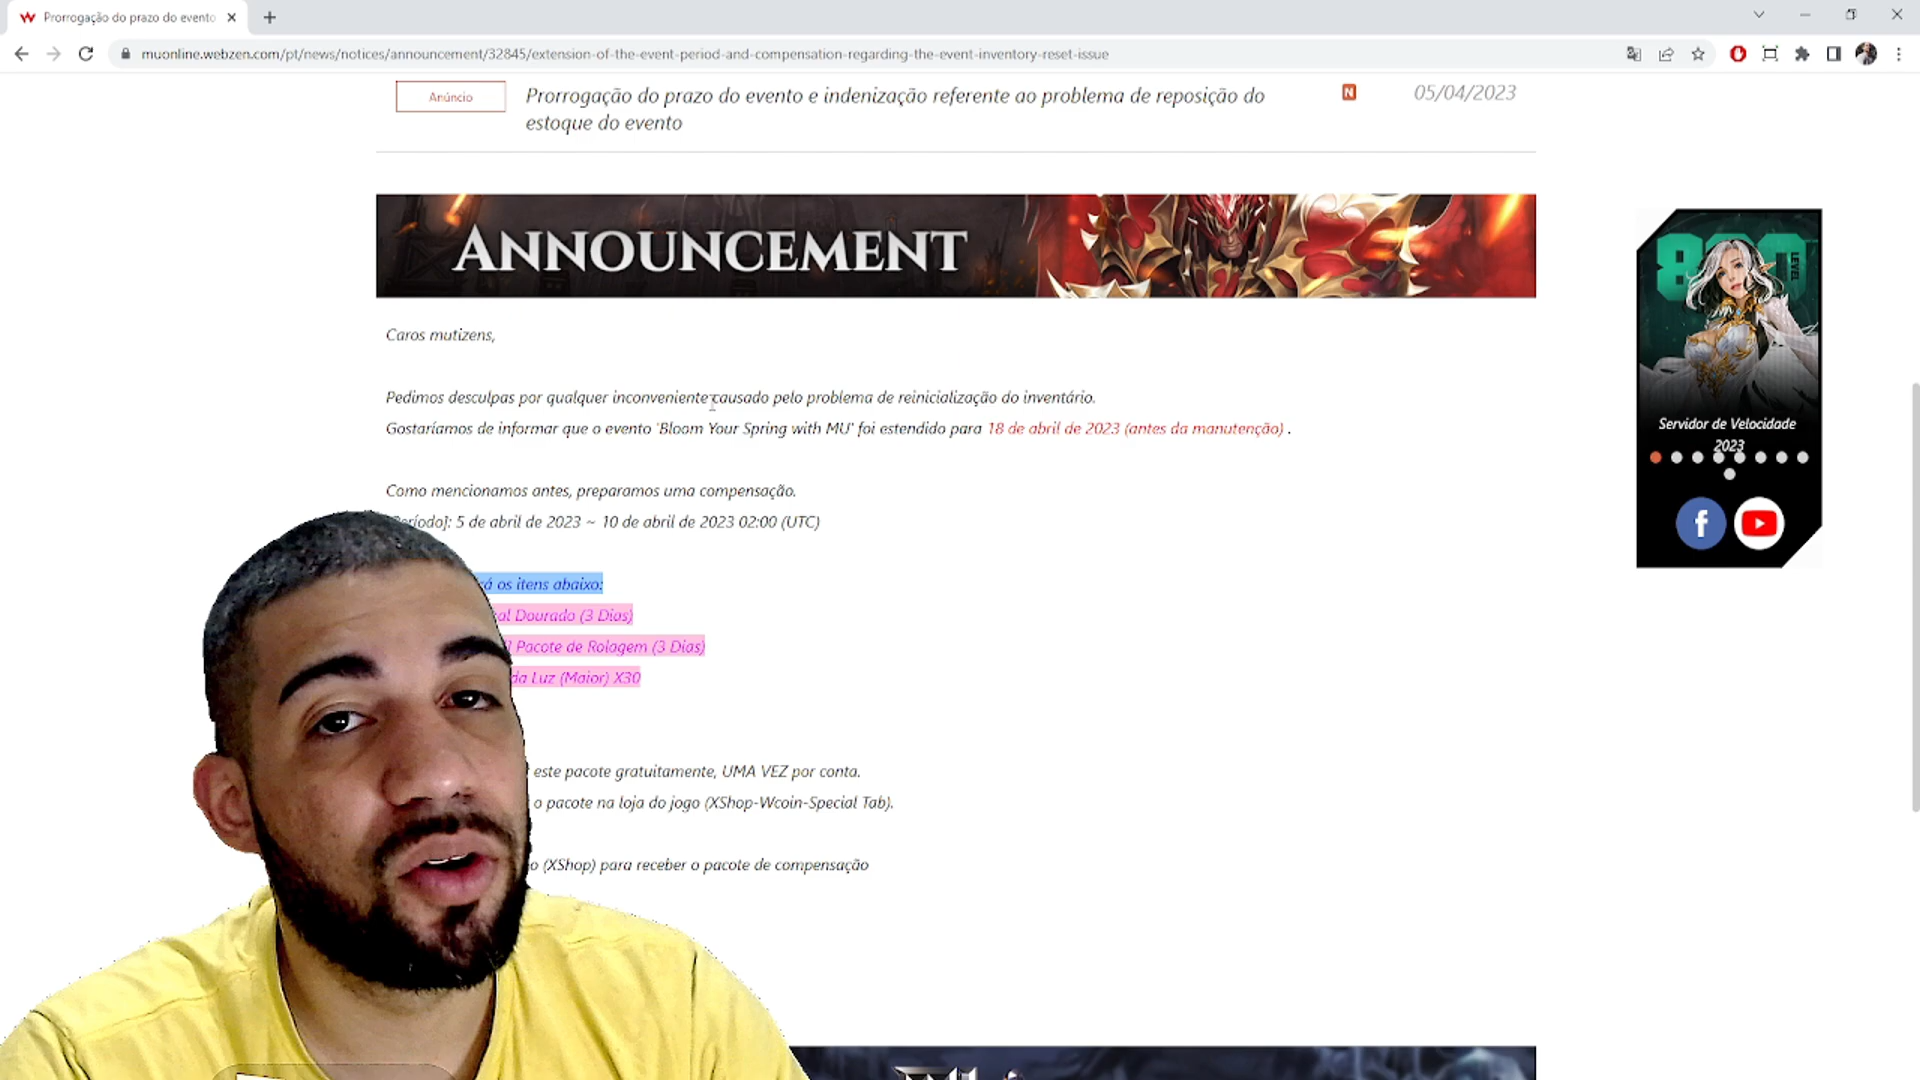 Prorrogação do prazo do evento
muonline.webzen.com/pt/news/notices/announcement/32845/extension-of-the-event-period-and-compensation-regarding-the-event-inventory-reset-issue
Anúncio
Prorrogação do prazo do evento e indenização referente ao problema de reposição do
estoque do evento
N
05/04/2023
ANNOUNCEMENT
Caros mutizens,
Pedimos desculpas por qualquer inconveniente causado pelo problema de reinicialização do inventário.
Gostaríamos de informar que o evento 'Bloom Your Spring with MU' foi estendido para 18 de abril de 2023 (antes da manutenção) .
Como mencionamos antes, preparamos uma compensação.
Período]: 5 de abril de 2023 ~ 10 de abril de 2023 02:00 (UTC)
os itens abaixo:
Dourado (3 Dias)
Pacote de Rolagem (3 Dias)
da Luz (Maior) X30
este pacote gratuitamente, UMA VEZ por conta.
o pacote na loja do jogo (XShop-Wcoin-Special Tab).
(XShop) para receber o pacote de compensação
800
LEVEL
Servidor de Velocidade
2023